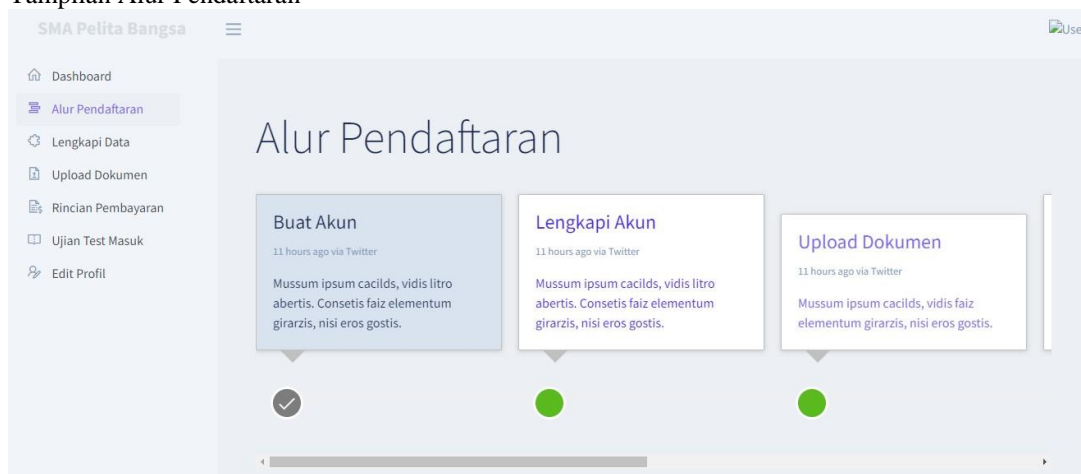 Tampilan Alur Pendaftaran
SMA Pelita Bangsa
Use
Dashboard
Alur Pendaftaran
Lengkapi Data
Upload Dokumen
Rincian Pembayaran
Ujian Test Masuk
Edit Profil
Alur Pendaftaran
Buat Akun
11 hours ago via Twitter
Mussum ipsum cacilds, vidis litro
abertis. Consetis faiz elementum
girarzis, nisi eros gostis.
Lengkapi Akun
11 hours ago via Twitter
Mussum ipsum cacilds, vidis litro
abertis. Consetis faiz elementum
girarzis, nisi eros gostis.
Upload Dokumen
11 hours ago via Twitter
Mussum ipsum cacilds, vidis faiz
elementum girarzis, nisi eros gostis.